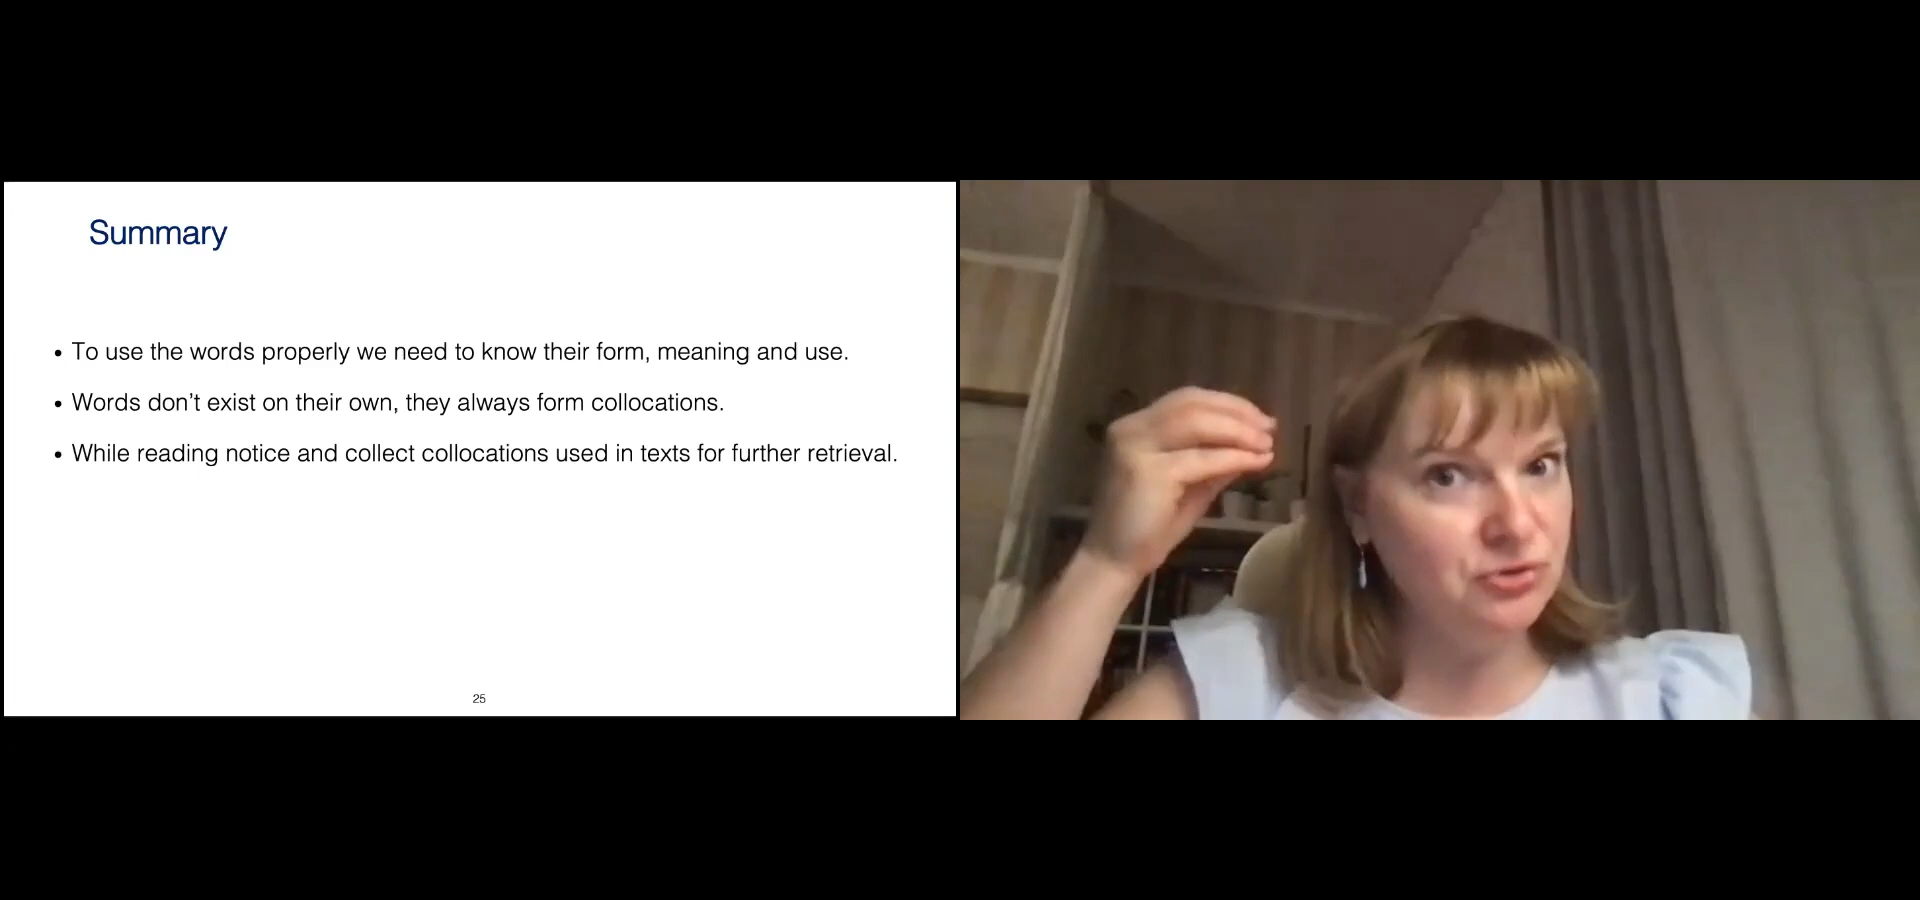 Summary
• To use the words properly we need to know their form, meaning and use.
• Words don’t exist on their own, they always form collocations.
• While reading notice and collect collocations used in texts for further retrieval.
25